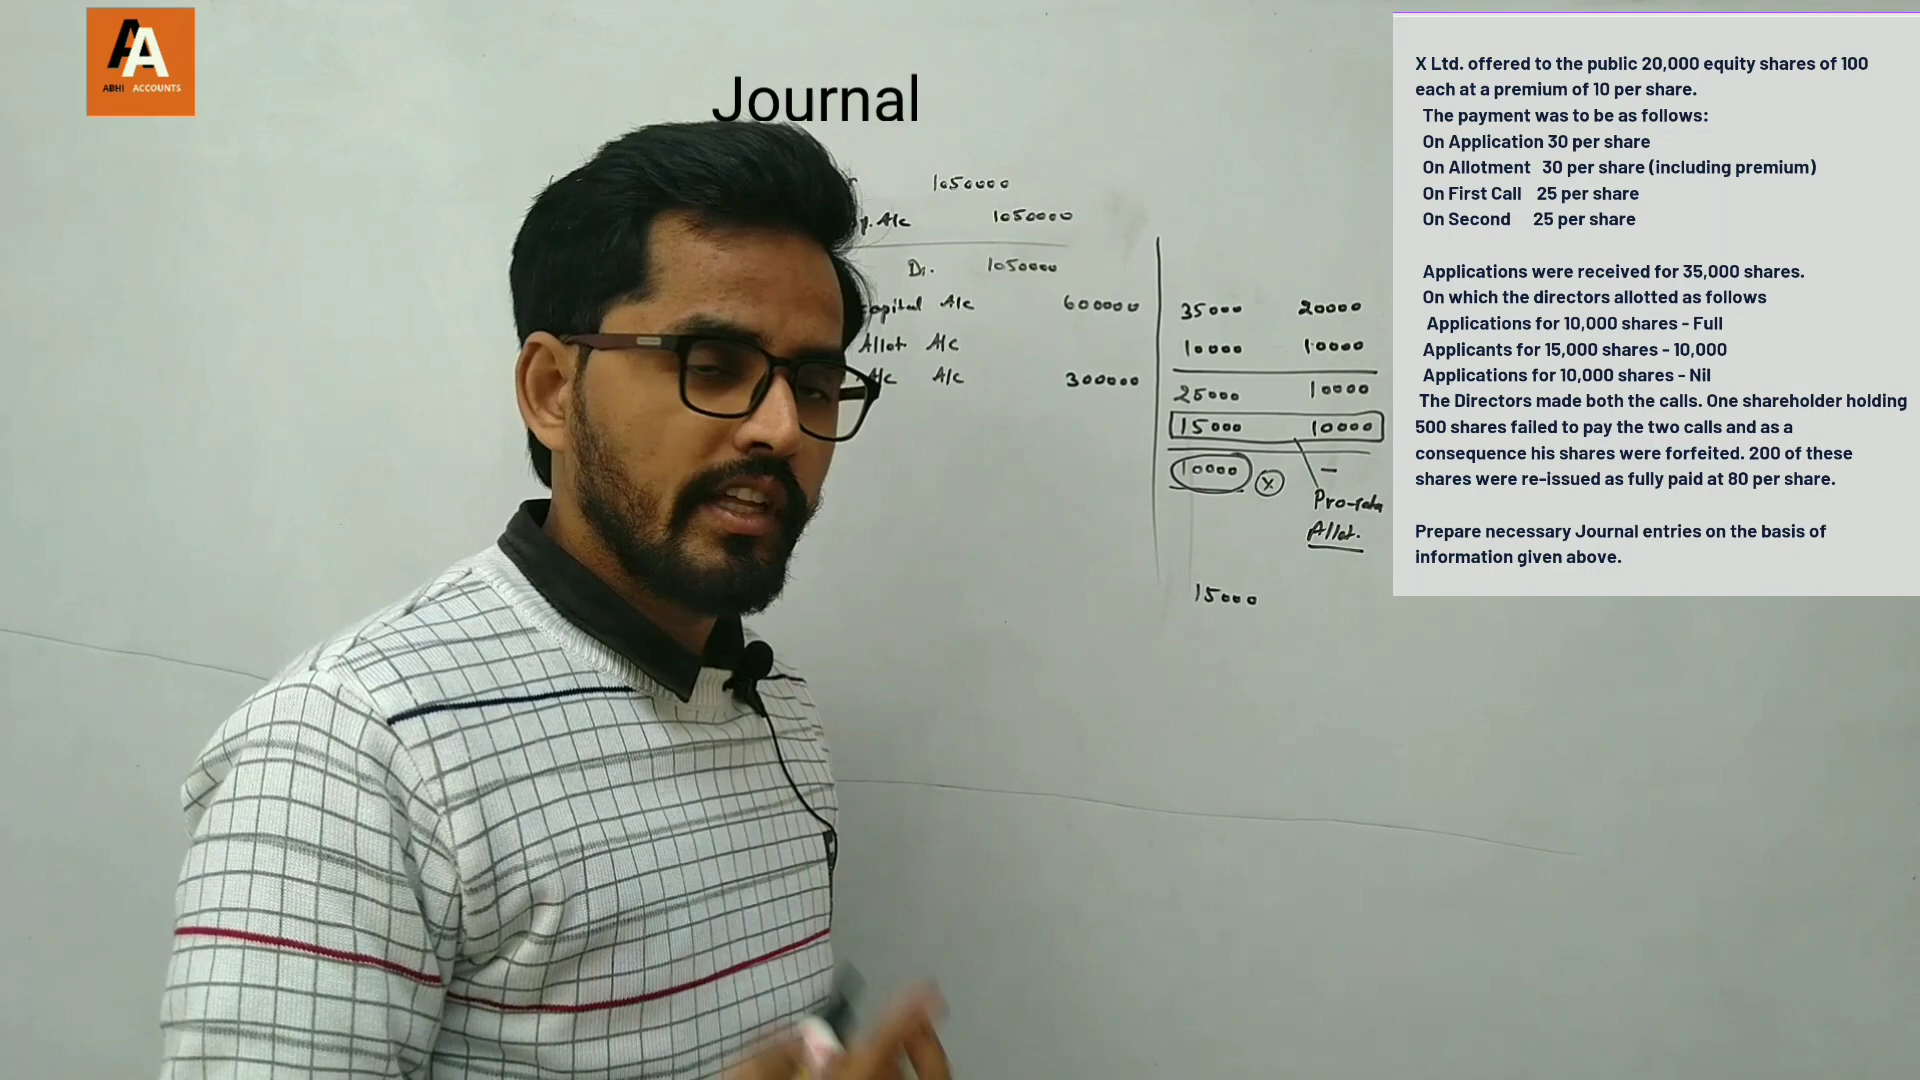 AA
ABHI ACCOUNTS
Journal
1050000
A/c 1050000
Dr. 1050000
capital A/c 600000
Allot A/c
A/c A/c 300000
35000 20000
10000 10000
25000 10000
15000 10000
10000 X –
Pro-rata
Allot.
15000
X Ltd. offered to the public 20,000 equity shares of 100
each at a premium of 10 per share.
The payment was to be as follows:
On Application 30 per share
On Allotment 30 per share (including premium)
On First Call 25 per share
On Second 25 per share
Applications were received for 35,000 shares.
On which the directors allotted as follows
Applications for 10,000 shares - Full
Applicants for 15,000 shares - 10,000
Applications for 10,000 shares - Nil
The Directors made both the calls. One shareholder holding
500 shares failed to pay the two calls and as a
consequence his shares were forfeited. 200 of these
shares were re-issued as fully paid at 80 per share.
Prepare necessary Journal entries on the basis of
information given above.